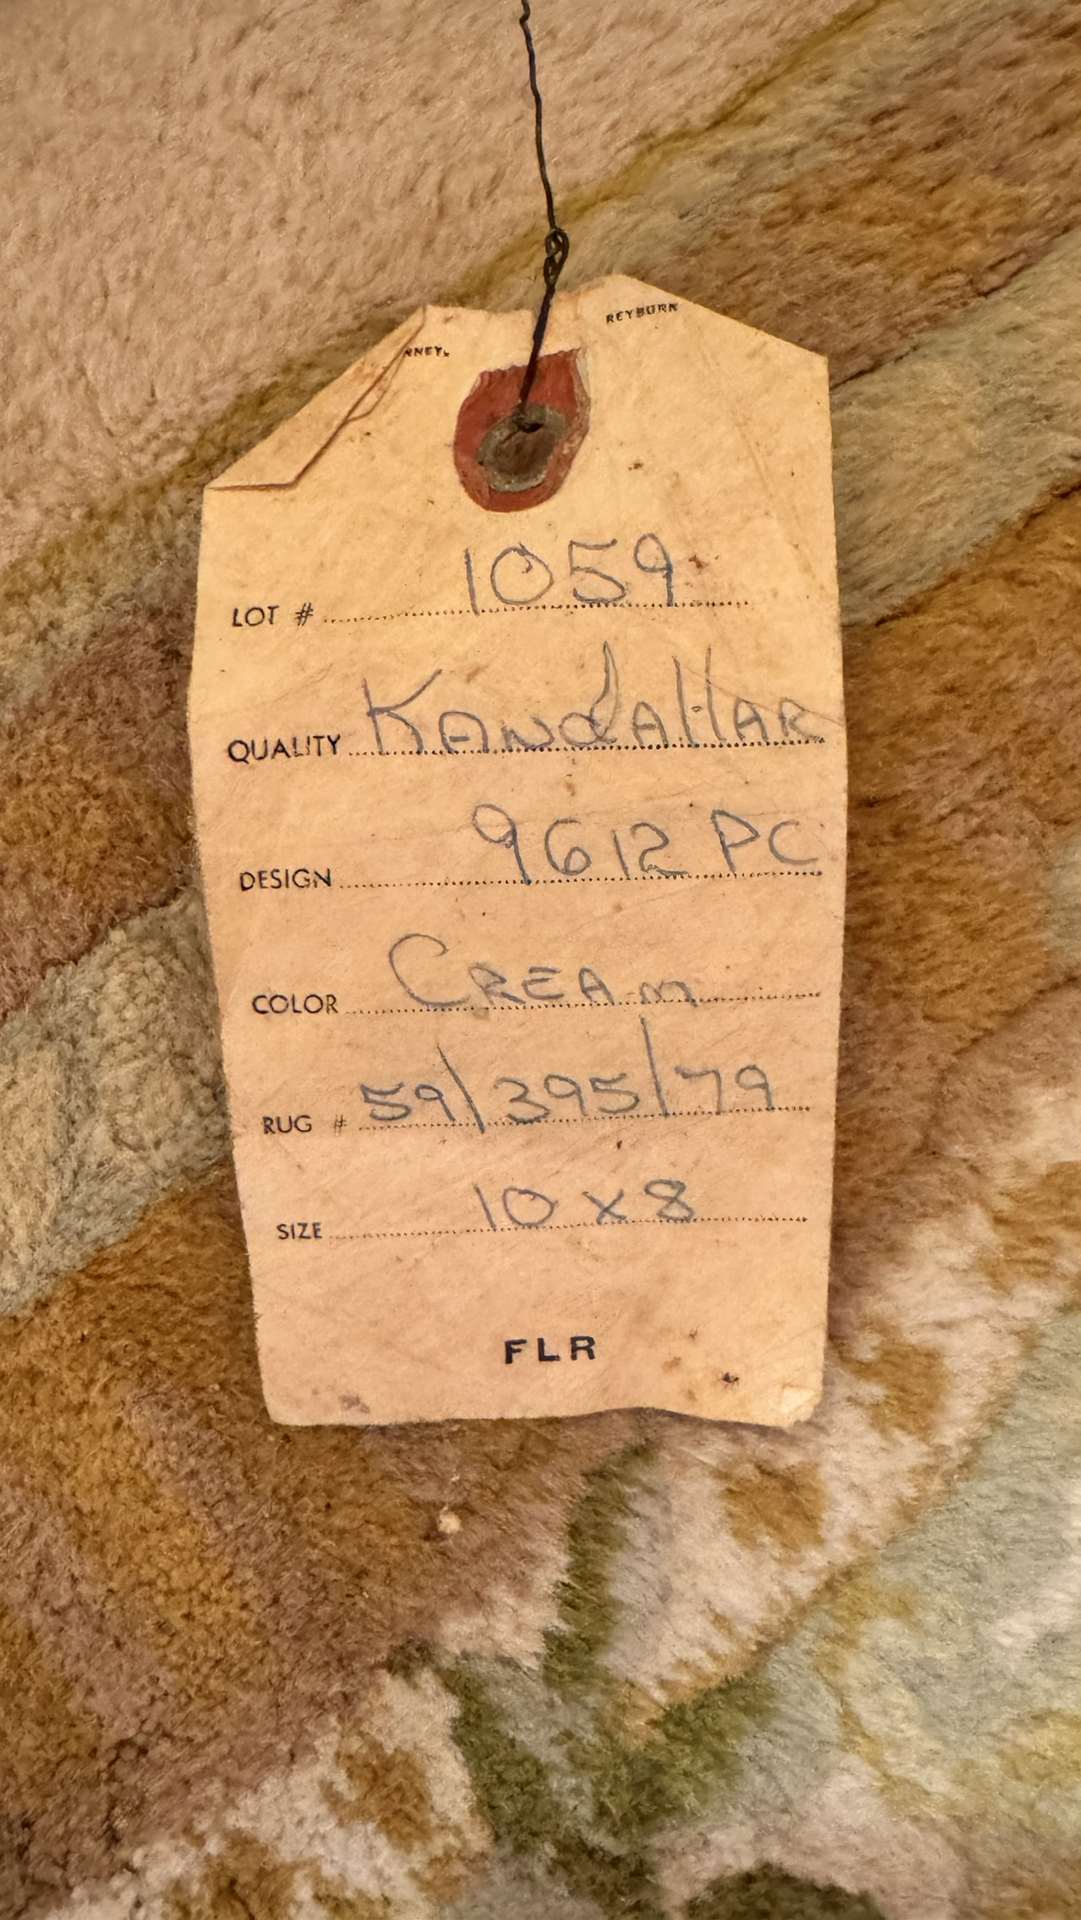 REYBURN
LOT # 1059
QUALITY KANdAHAR
DESIGN 9612 PC
COLOR CREAm
RUG # 59/395/79
SIZE 10 x 8
FLR